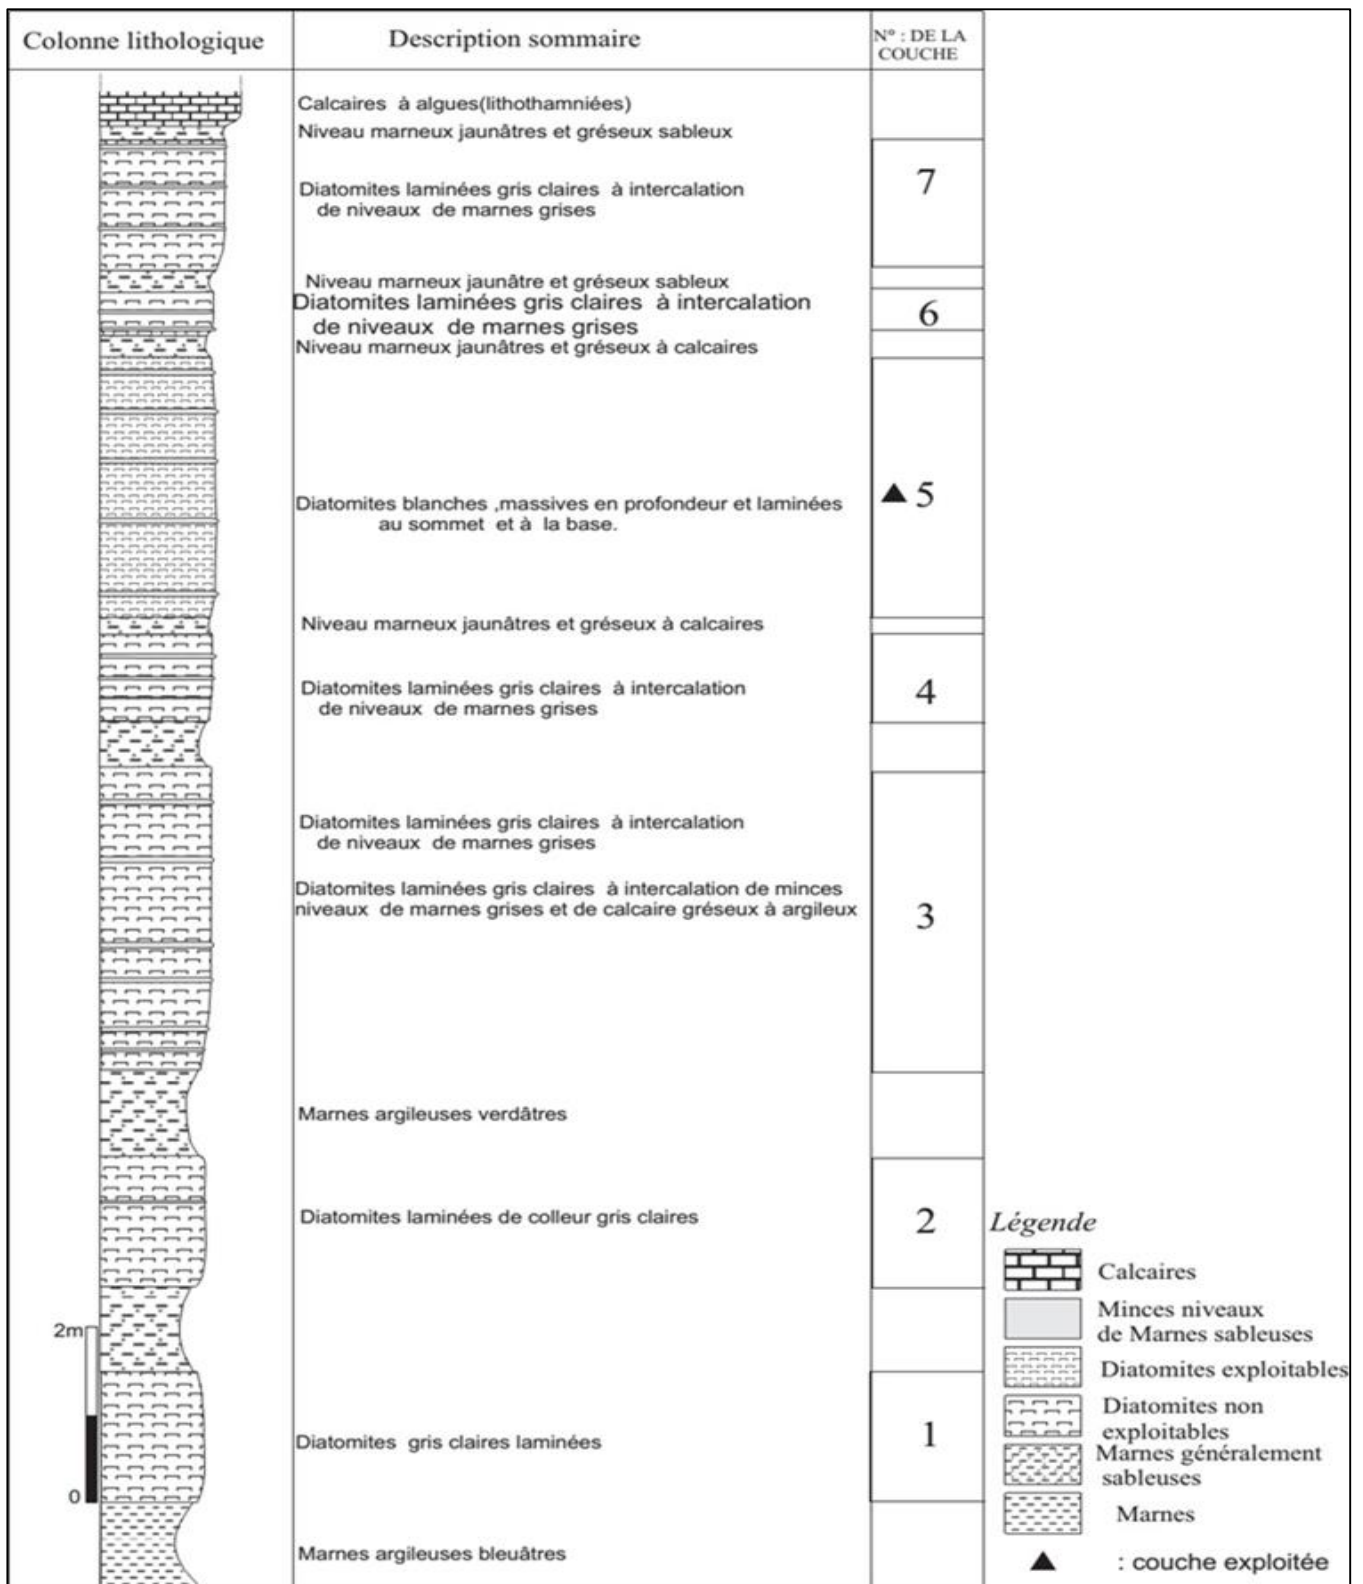 Colonne lithologique
Description sommaire
N° : DE LA
COUCHE
Calcaires à algues(lithothamniées)
Niveau marneux jaunâtres et gréseux sableux
Diatomites laminées gris claires à intercalation
de niveaux de marnes grises
7
Niveau marneux jaunâtre et gréseux sableux
Diatomites laminées gris claires à intercalation
de niveaux de marnes grises
6
Niveau marneux jaunâtres et gréseux à calcaires
Diatomites blanches ,massives en profondeur et laminées
au sommet et à la base.
5
Niveau marneux jaunâtres et gréseux à calcaires
Diatomites laminées gris claires à intercalation
de niveaux de marnes grises
4
Diatomites laminées gris claires à intercalation
de niveaux de marnes grises
Diatomites laminées gris claires à intercalation de minces
niveaux de marnes grises et de calcaire gréseux à argileux
3
Marnes argileuses verdâtres
Diatomites laminées de colleur gris claires
2
2m
0
Diatomites gris claires laminées
1
Marnes argileuses bleuâtres
Légende
Calcaires
Minces niveaux
de Marnes sableuses
Diatomites exploitables
Diatomites non
exploitables
Marnes généralement
sableuses
Marnes
: couche exploitée